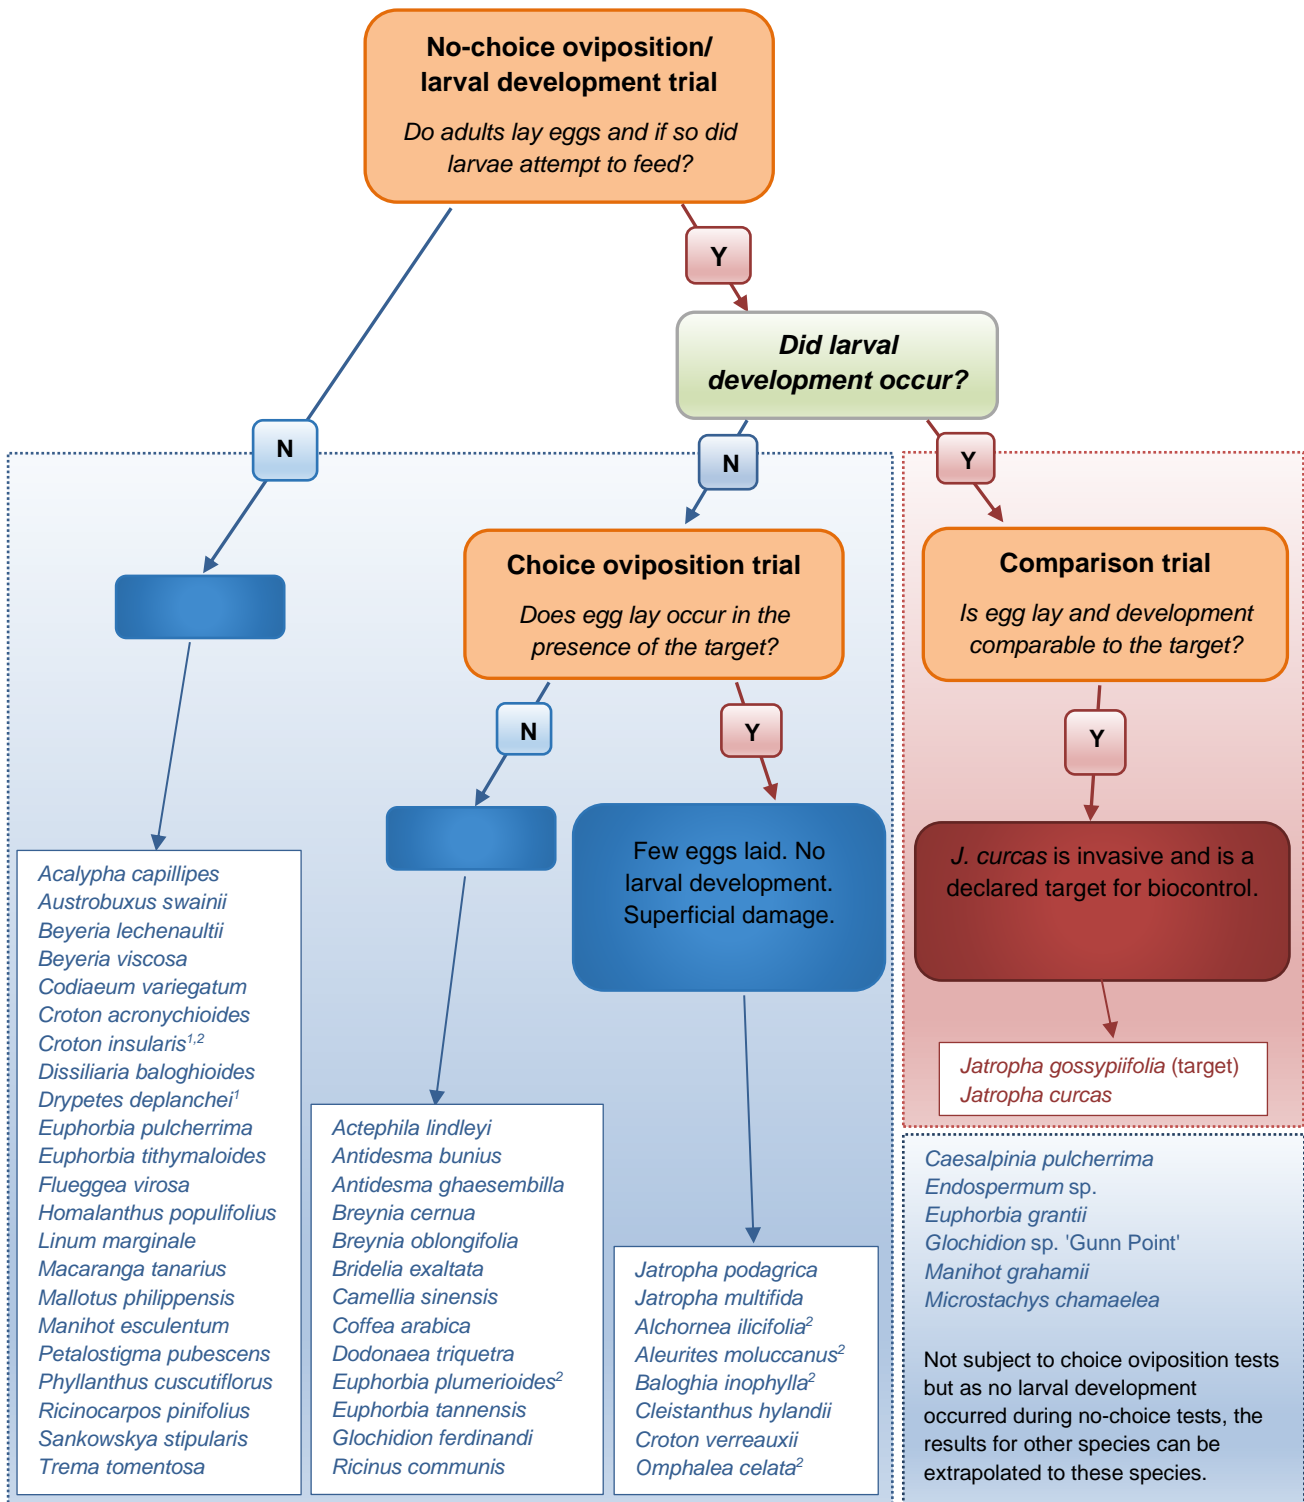 No-choice oviposition/
larval development trial
Do adults lay eggs and if so did
larvae attempt to feed?
Y
Did larval
development occur?
N
N
Y
Choice oviposition trial
Does egg lay occur in the
presence of the target?
Comparison trial
Is egg lay and development
comparable to the target?
N
Y
Y
Few eggs laid. No
larval development.
Superficial damage.
J. curcas is invasive and is a
declared target for biocontrol.
Acalypha capillipes
Austrobuxus swainii
Beyeria lechenaultii
Beyeria viscosa
Codiaeum variegatum
Croton acronychioides
Croton insularis1,2
Dissiliaria baloghioides
Drypetes deplanchei1
Euphorbia pulcherrima
Euphorbia tithymaloides
Flueggea virosa
Homalanthus populifolius
Linum marginale
Macaranga tanarius
Mallotus philippensis
Manihot esculentum
Petalostigma pubescens
Phyllanthus cuscutiflorus
Ricinocarpos pinifolius
Sankowskya stipularis
Trema tomentosa
Actephila lindleyi
Antidesma bunius
Antidesma ghaesembilla
Breynia cernua
Breynia oblongifolia
Bridelia exaltata
Camellia sinensis
Coffea arabica
Dodonaea triquetra
Euphorbia plumerioides2
Euphorbia tannensis
Glochidion ferdinandi
Ricinus communis
Jatropha podagrica
Jatropha multifida
Alchornea ilicifolia2
Aleurites moluccanus2
Baloghia inophylla2
Cleistanthus hylandii
Croton verreauxii
Omphalea celata2
Jatropha gossypiifolia (target)
Jatropha curcas
Caesalpinia pulcherrima
Endospermum sp.
Euphorbia grantii
Glochidion sp. 'Gunn Point'
Manihot grahamii
Microstachys chamaelea
Not subject to choice oviposition tests
but as no larval development
occurred during no-choice tests, the
results for other species can be
extrapolated to these species.